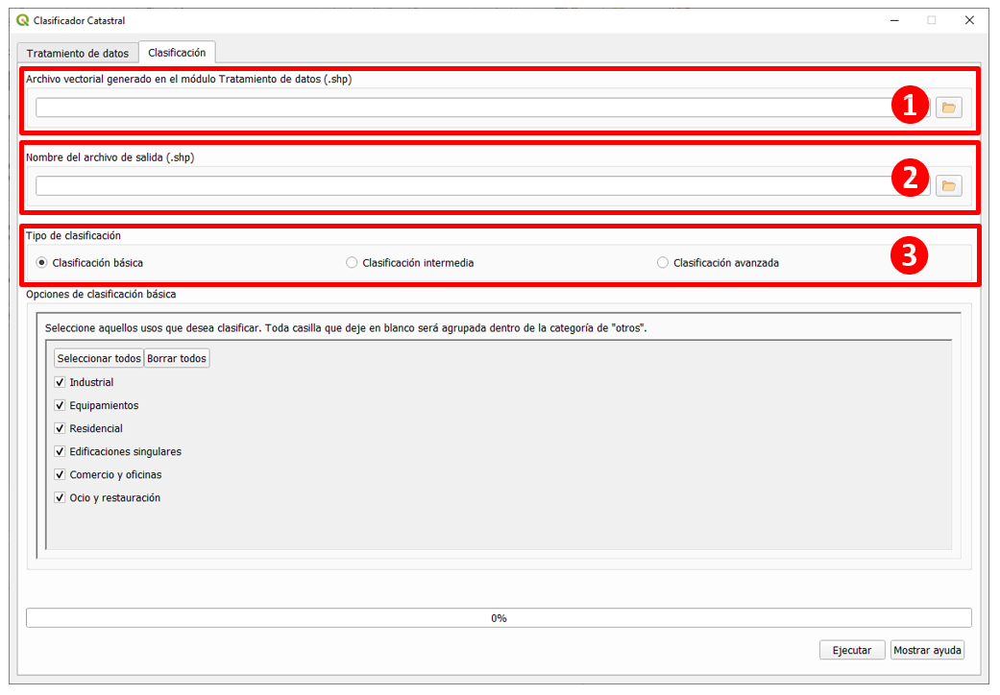 Clasificador Catastral
Tratamiento de datos Clasificación
Archivo vectorial generado en el módulo Tratamiento de datos (.shp)
1
Nombre del archivo de salida (.shp)
2
Tipo de clasificación
Clasificación básica Clasificación intermedia Clasificación avanzada
3
Opciones de clasificación básica
Seleccione aquellos usos que desea clasificar. Toda casilla que deje en blanco será agrupada dentro de la categoría de "otros".
Seleccionar todos Borrar todos
Industrial
Equipamientos
Residencial
Edificaciones singulares
Comercio y oficinas
Ocio y restauración
0%
Ejecutar Mostrar ayuda